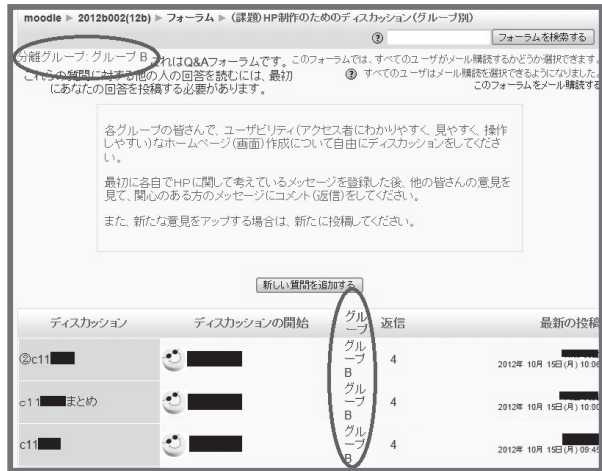 moodle ► 2012b002(12b) ► フォーラム ► (課題)HP制作のためのディスカッション(グループ別)
フォーラムを検索する
分離グループ: グループ B
これはQ&Aフォーラムです。
これらの質問に対する他の人の回答を読むには、最初
にあなたの回答を投稿する必要があります。
このフォーラムでは、すべてのユーザがメール購読するかどうか選択できます。
すべてのユーザはメール購読を選択できるようになりました。
このフォーラムをメール購読する
各グループの皆さんで、ユーザビリティ(アクセス者にわかりやすく、見やすく、操作
しやすい)なホームページ(画面)作成について自由にディスカッションをしてくださ
い。
最初に各自でHPに関して考えているメッセージを登録した後、他の皆さんの意見を
見て、関心のある方のメッセージにコメント(返信)をしてください。
また、新たな意見をアップする場合は、新たに投稿してください。
新しい質問を追加する
ディスカッション ディスカッションの開始 グループ 返信 最新の投稿
②c11 グループ B 4 2012年 10月 15日(月) 10:06
c11 まとめ グループ B 4 2012年 10月 15日(月) 10:00
c11 グループ B 4 2012年 10月 15日(月) 09:45